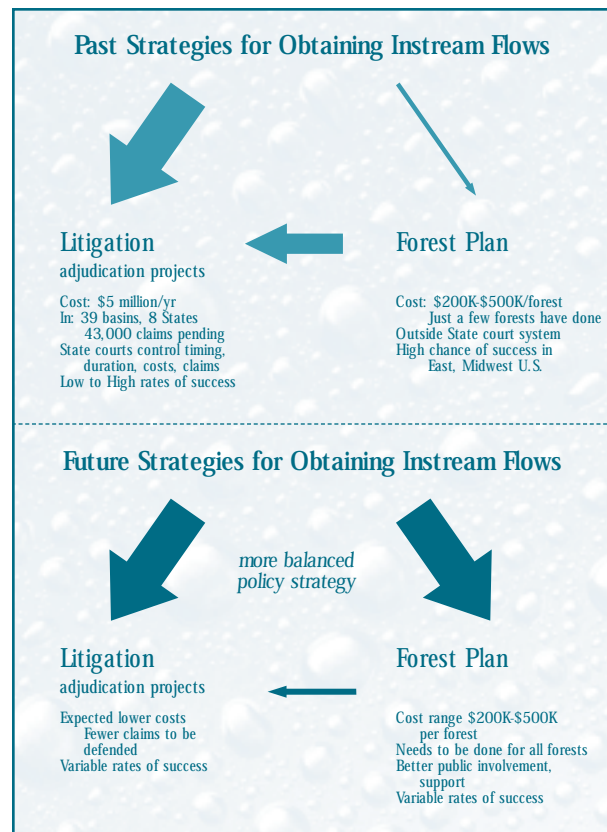 Past Strategies for Obtaining Instream Flows
Litigation
adjudication projects
Cost: $5 million/yr
In: 39 basins, 8 States
43,000 claims pending
State courts control timing,
duration, costs, claims
Low to High rates of success
Forest Plan
Cost: $200K-$500K/forest
Just a few forests have done
Outside State court system
High chance of success in
East, Midwest U.S.
Future Strategies for Obtaining Instream Flows
more balanced
policy strategy
Litigation
adjudication projects
Expected lower costs
Fewer claims to be
defended
Variable rates of success
Forest Plan
Cost range $200K-$500K
per forest
Needs to be done for all forests
Better public involvement,
support
Variable rates of success